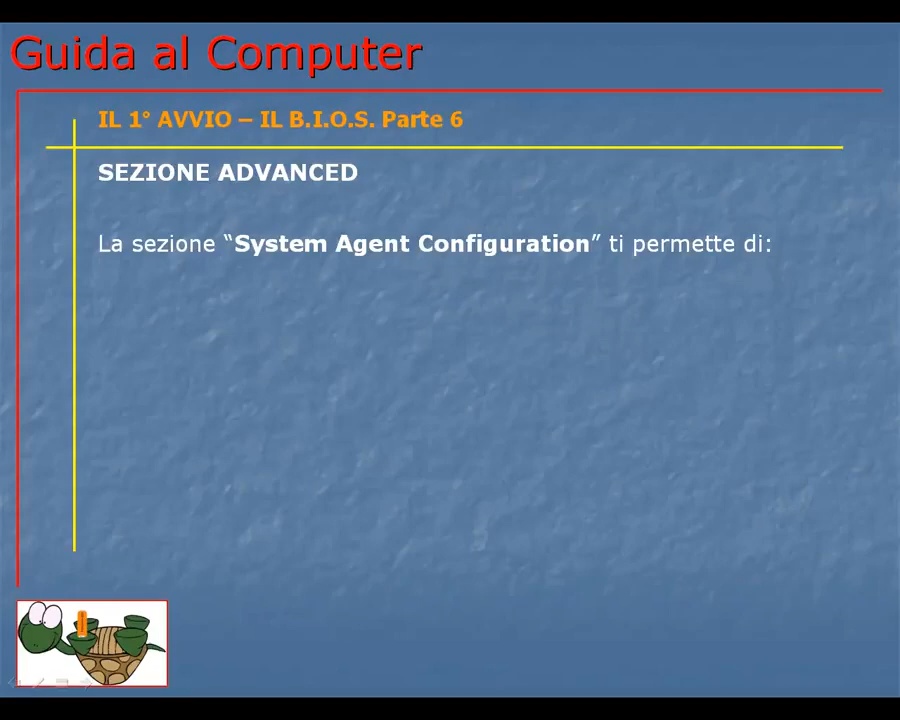 Guida al Computer
IL 1° AVVIO – IL B.I.O.S. Parte 6
SEZIONE ADVANCED
La sezione “System Agent Configuration” ti permette di: